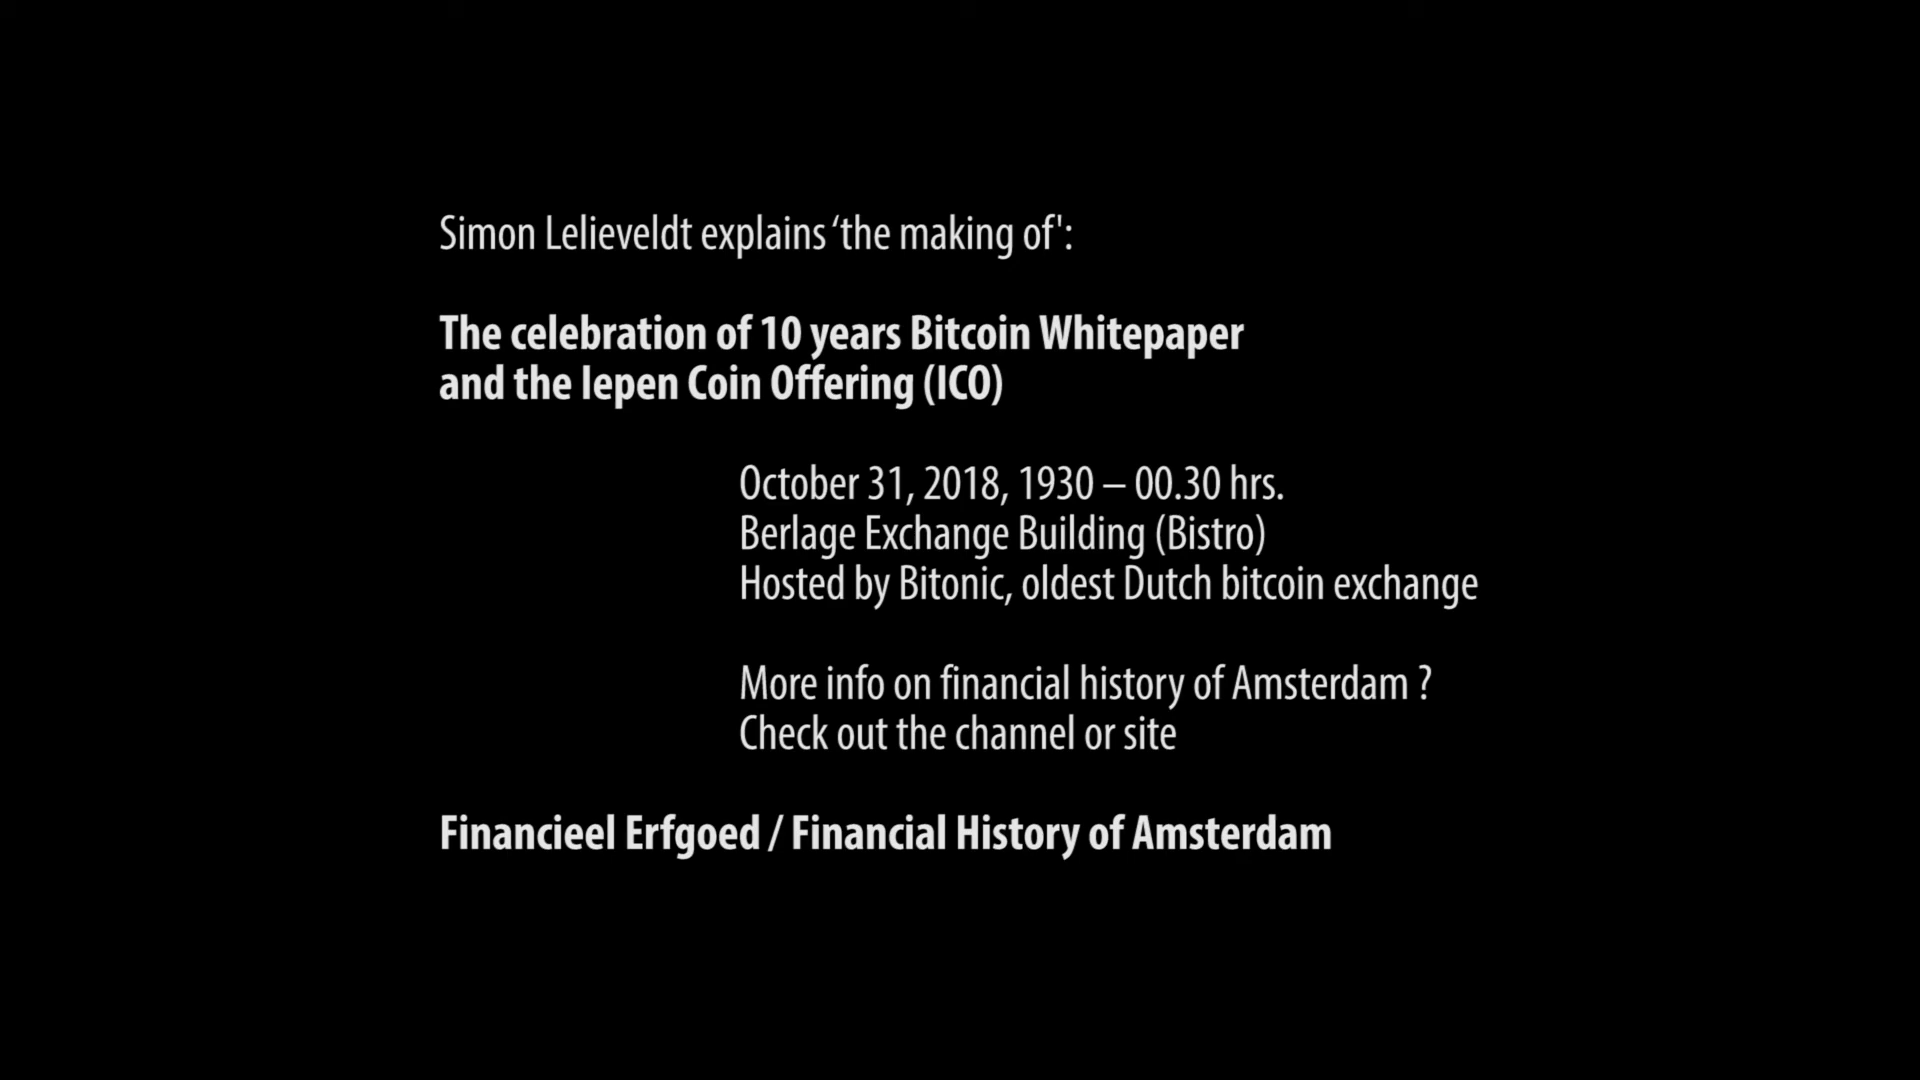 Simon Lelieveldt explains ‘the making of':
The celebration of 10 years Bitcoin Whitepaper
and the Iepen Coin Offering (ICO)
October 31, 2018, 1930 – 00.30 hrs.
Berlage Exchange Building (Bistro)
Hosted by Bitonic, oldest Dutch bitcoin exchange
More info on financial history of Amsterdam ?
Check out the channel or site
Financieel Erfgoed / Financial History of Amsterdam